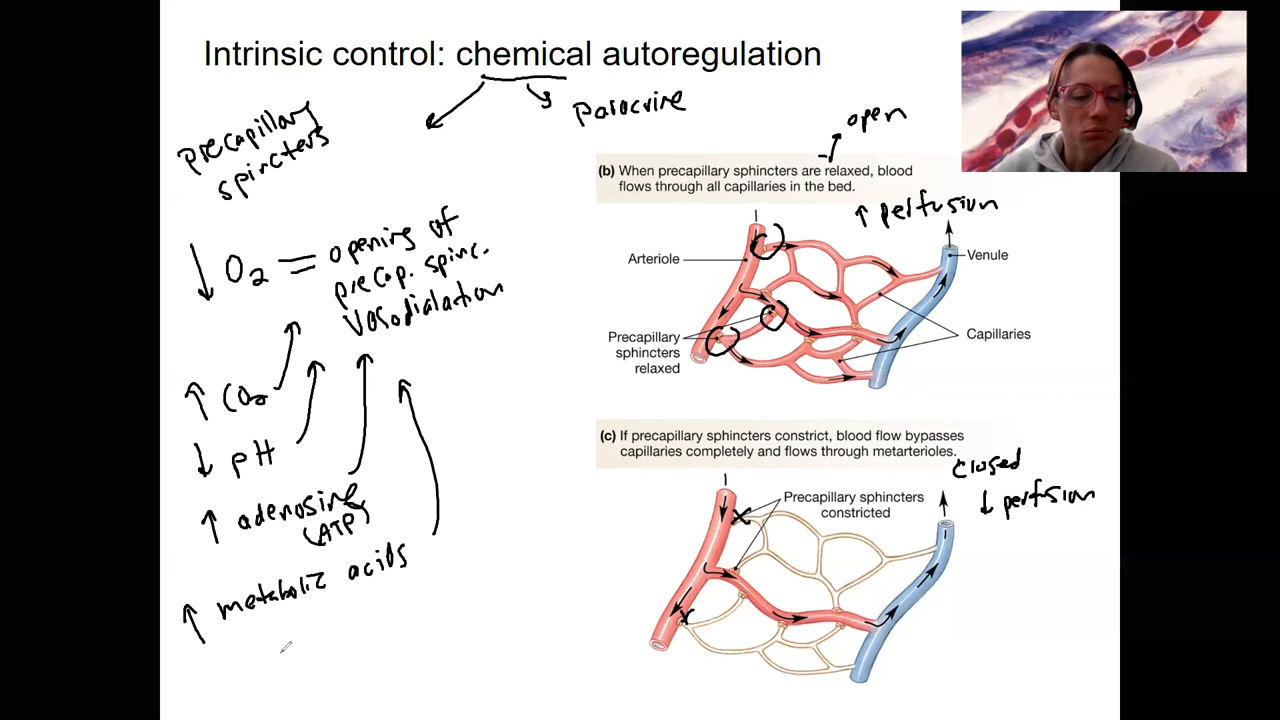 Intrinsic control: chemical autoregulation
paracrine
precapillary
spincters
↓ O2 = opening of
precap. spinc.
vasodialation
↑ CO2
↓ pH
↑ adenosine
(ATP)
↑ metabolic acids
open
(b) When precapillary sphincters are relaxed, blood
flows through all capillaries in the bed.
↑ perfusion
Arteriole
Venule
Precapillary
sphincters
relaxed
Capillaries
(c) If precapillary sphincters constrict, blood flow bypasses
capillaries completely and flows through metarterioles.
closed
↓ perfusion
Precapillary sphincters
constricted